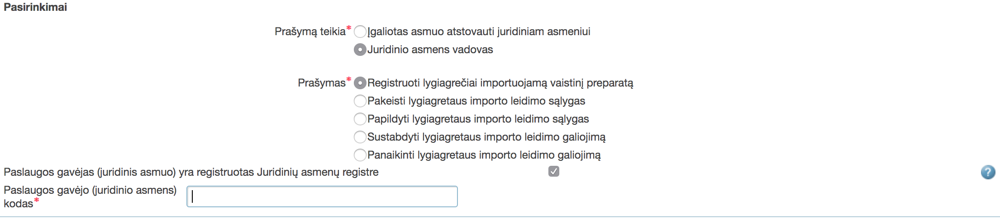 Pasirinkimai
Prašymą teikia* Įgaliotas asmuo atstovauti juridiniam asmeniui
Juridinio asmens vadovas
Prašymas* Registruoti lygiagrečiai importuojamą vaistinį preparatą
Pakeisti lygiagretaus importo leidimo sąlygas
Papildyti lygiagretaus importo leidimo sąlygas
Sustabdyti lygiagretaus importo leidimo galiojimą
Panaikinti lygiagretaus importo leidimo galiojimą
Paslaugos gavėjas (juridinis asmuo) yra registruotas Juridinių asmenų registre ?
Paslaugos gavėjo (juridinio asmens)
kodas*